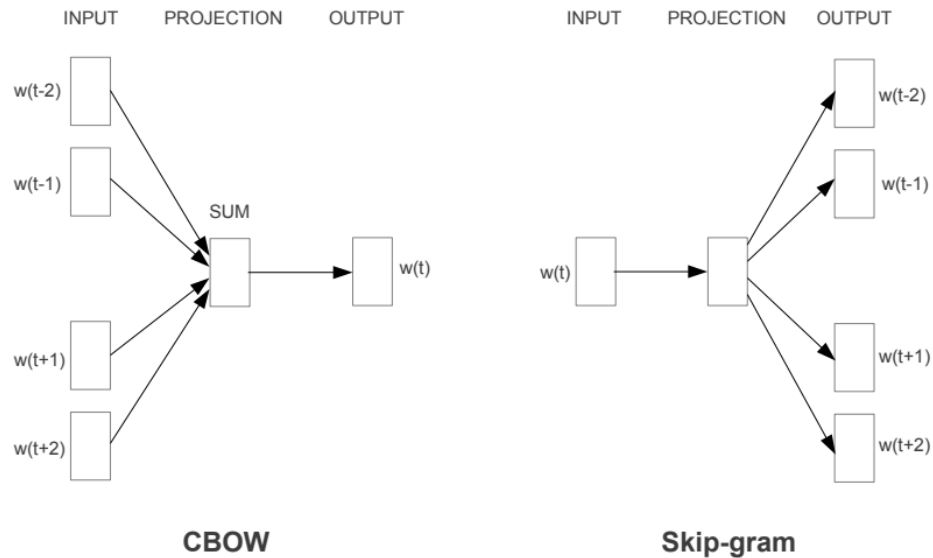 INPUT PROJECTION OUTPUT
w(t-2)
w(t-1)
SUM
w(t)
w(t+1)
w(t+2)
CBOW
INPUT PROJECTION OUTPUT
w(t-2)
w(t-1)
w(t)
w(t+1)
w(t+2)
Skip-gram